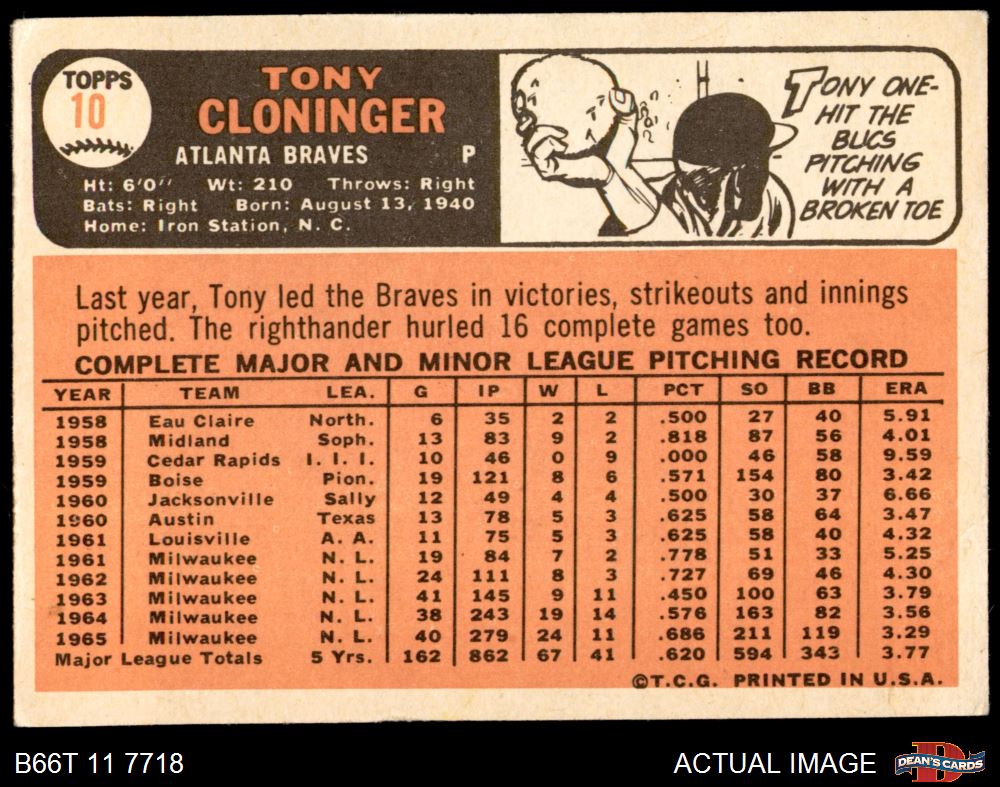 TOPPS
10
TONY
CLONINGER
ATLANTA BRAVES P
Ht: 6'0" Wt: 210 Throws: Right
Bats: Right Born: August 13, 1940
Home: Iron Station, N. C.
TONY ONE-
HIT THE
BUCS
PITCHING
WITH A
BROKEN TOE
Last year, Tony led the Braves in victories, strikeouts and innings
pitched. The righthander hurled 16 complete games too.
COMPLETE MAJOR AND MINOR LEAGUE PITCHING RECORD
YEAR TEAM LEA. G IP W L PCT SO BB ERA
1958 Eau Claire North. 6 35 2 2 .500 27 40 5.91
1958 Midland Soph. 13 83 9 2 .818 87 56 4.01
1959 Cedar Rapids I. I. I. 10 46 0 9 .000 46 58 9.59
1959 Boise Pion. 19 121 8 6 .571 154 80 3.42
1960 Jacksonville Sally 12 49 4 4 .500 30 37 6.66
1960 Austin Texas 13 78 5 3 .625 58 64 3.47
1961 Louisville A. A. 11 75 5 3 .625 58 40 4.32
1961 Milwaukee N. L. 19 84 7 2 .778 51 33 5.25
1962 Milwaukee N. L. 24 111 8 3 .727 69 46 4.30
1963 Milwaukee N. L. 41 145 9 11 .450 100 63 3.79
1964 Milwaukee N. L. 38 243 19 14 .576 163 82 3.56
1965 Milwaukee N. L. 40 279 24 11 .686 211 119 3.29
Major League Totals 5 Yrs. 162 862 67 41 .620 594 343 3.77
©T.C.G. PRINTED IN U.S.A.
B66T 11 7718 ACTUAL IMAGE
DEAN'S CARDS